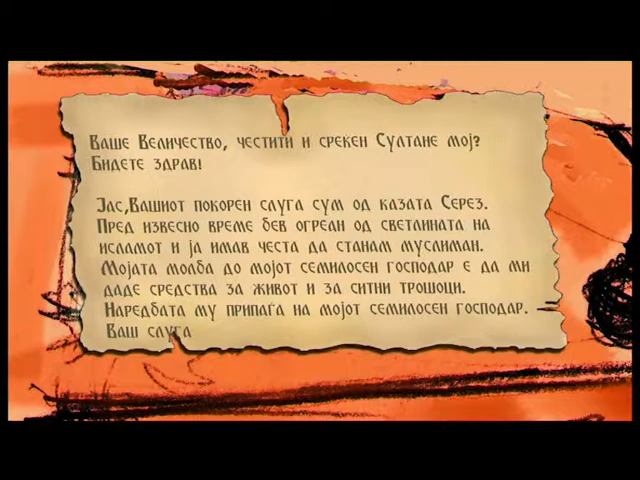 Ваше Величество, честити и среќен Султане мој?
Бидете здрав!
Јас,Вашиот покорен слуга сум од казата Серез.
Пред извесно време бев огреан од светлината на
исламот и ја имав честа да станам муслиман.
Мојата молба до мојот семилосен господар е да ми
даде средства за живот и за ситни трошоци.
Наредбата му припаѓа на мојот семилосен господар.
Ваш слуга